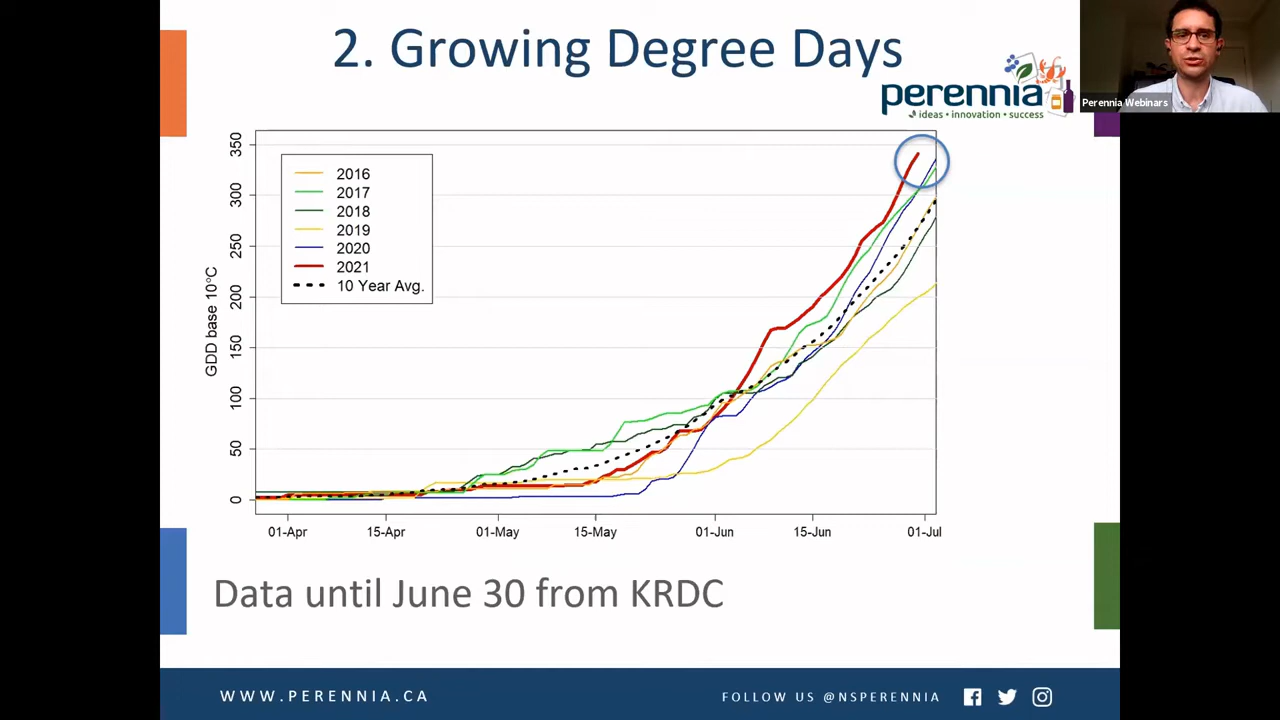 2. Growing Degree Days
perennia
ideas • innovation • success
Perennia Webinars
350
300
250
200
150
100
50
0
GDD base 10°C
2016
2017
2018
2019
2020
2021
10 Year Avg.
01-Apr
15-Apr
01-May
15-May
01-Jun
15-Jun
01-Jul
Data until June 30 from KRDC
WWW.PERENNIA.CA
FOLLOW US @NSPERENNIA